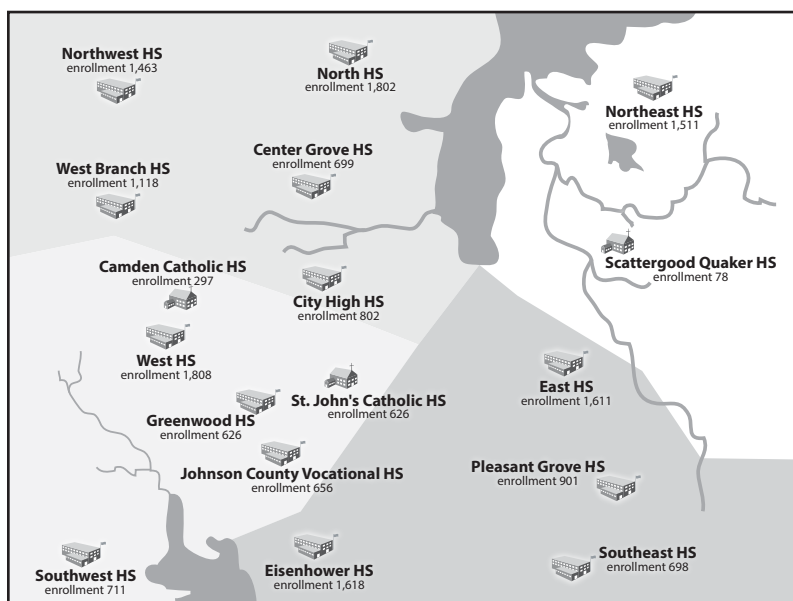 Northwest HS
enrollment 1,463
North HS
enrollment 1,802
Northeast HS
enrollment 1,511
Center Grove HS
enrollment 699
West Branch HS
enrollment 1,118
Camden Catholic HS
enrollment 297
Scattergood Quaker HS
enrollment 78
City High HS
enrollment 802
West HS
enrollment 1,808
East HS
enrollment 1,611
St. John's Catholic HS
enrollment 626
Greenwood HS
enrollment 626
Johnson County Vocational HS
enrollment 656
Pleasant Grove HS
enrollment 901
Southwest HS
enrollment 711
Eisenhower HS
enrollment 1,618
Southeast HS
enrollment 698